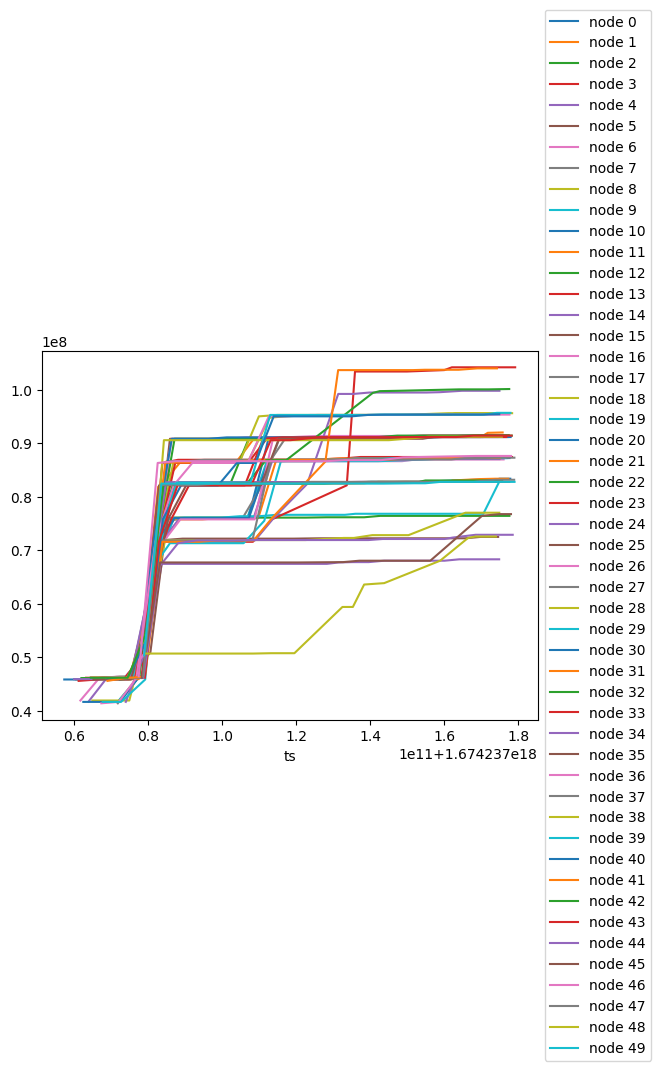 node 0
node 1
node 2
node 3
node 4
node 5
node 6
node 7
node 8
node 9
node 10
node 11
node 12
node 13
node 14
node 15
node 16
node 17
node 18
node 19
node 20
node 21
node 22
node 23
node 24
node 25
node 26
node 27
node 28
node 29
node 30
node 31
node 32
node 33
node 34
node 35
node 36
node 37
node 38
node 39
node 40
node 41
node 42
node 43
node 44
node 45
node 46
node 47
node 48
node 49
1e8
1.0
0.9
0.8
0.7
0.6
0.5
0.4
0.6 0.8 1.0 1.2 1.4 1.6 1.8
ts
1e11+1.674237e18